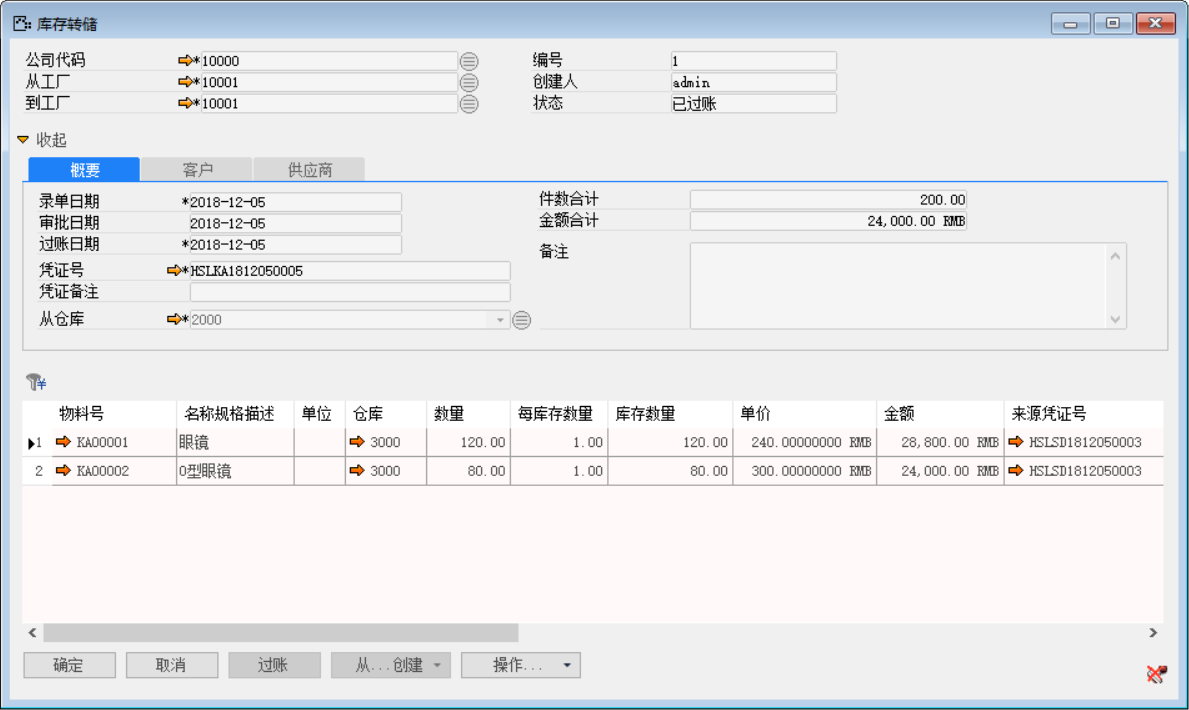 库存转储
公司代码 *10000 编号 1
从工厂 *10001 创建人 admin
到工厂 *10001 状态 已过账
收起
概要 客户 供应商
录单日期 *2018-12-05 件数合计 200.00
审批日期 2018-12-05 金额合计 24,000.00 RMB
过账日期 *2018-12-05 备注
凭证号 *HSLKA1812050005
凭证备注
从仓库 *2000
物料号 名称规格描述 单位 仓库 数量 每库存数量 库存数量 单价 金额 来源凭证号
1 KA00001 眼镜 3000 120.00 1.00 120.00 240.00000000 RMB 28,800.00 RMB HSLSD1812050003
2 KA00002 O型眼镜 3000 80.00 1.00 80.00 300.00000000 RMB 24,000.00 RMB HSLSD1812050003
确定 取消 过账 从...创建 操作...